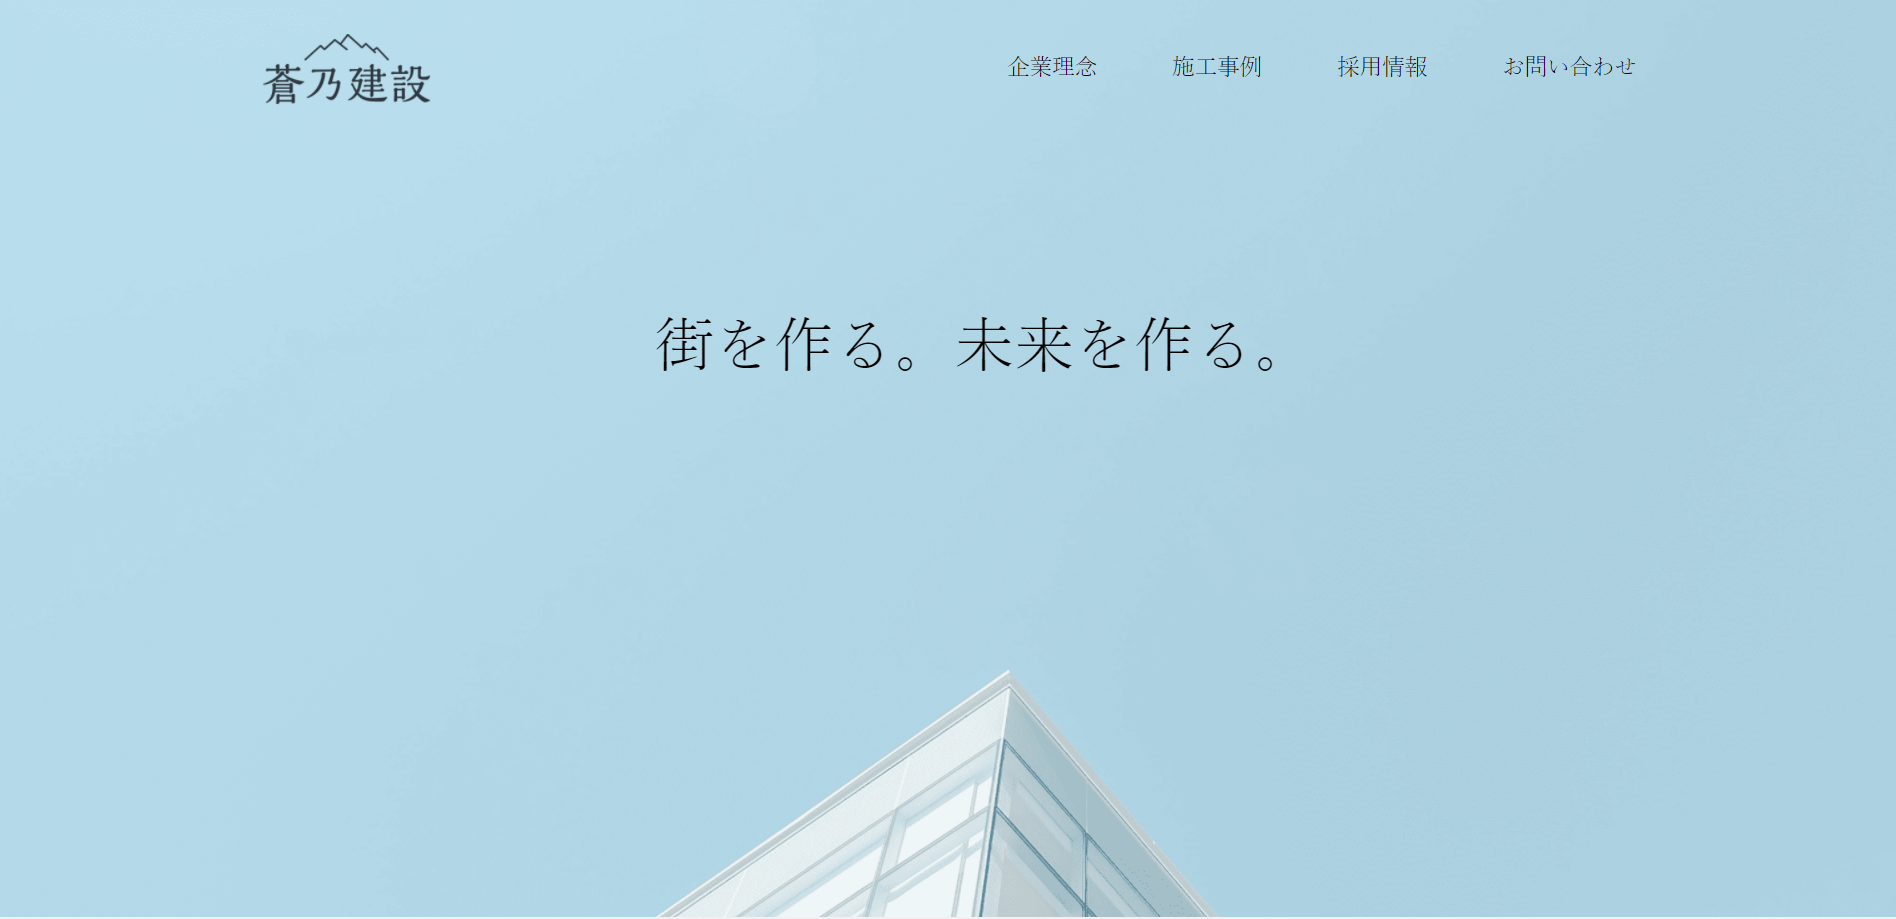 蒼乃建設
企業理念
施工事例
採用情報
お問い合わせ
街を作る。未来を作る。